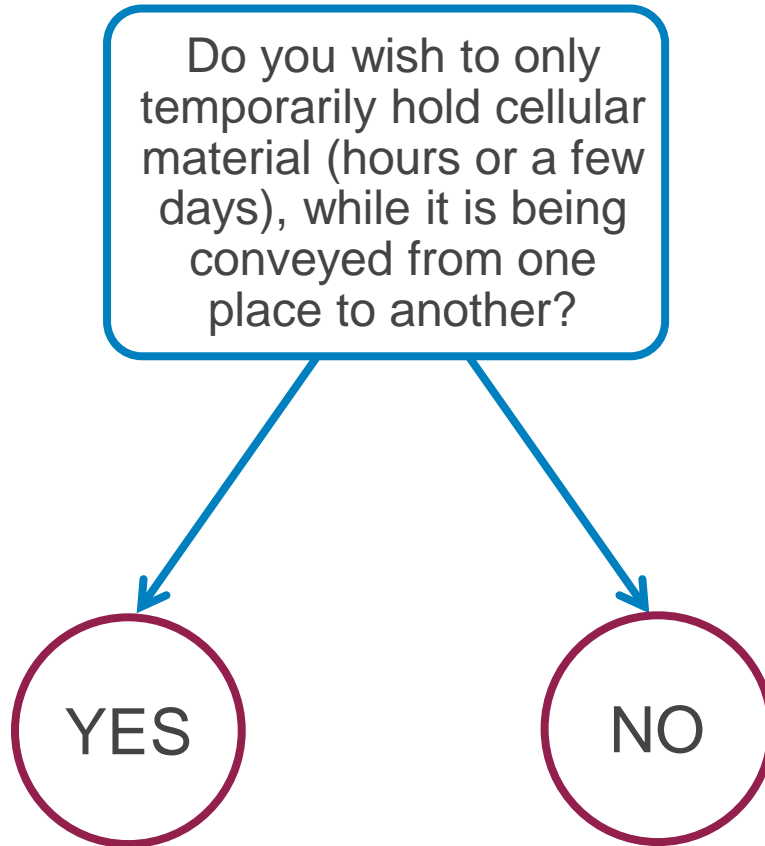 Do you wish to only
temporarily hold cellular
material (hours or a few
days), while it is being
conveyed from one
place to another?
YES
NO